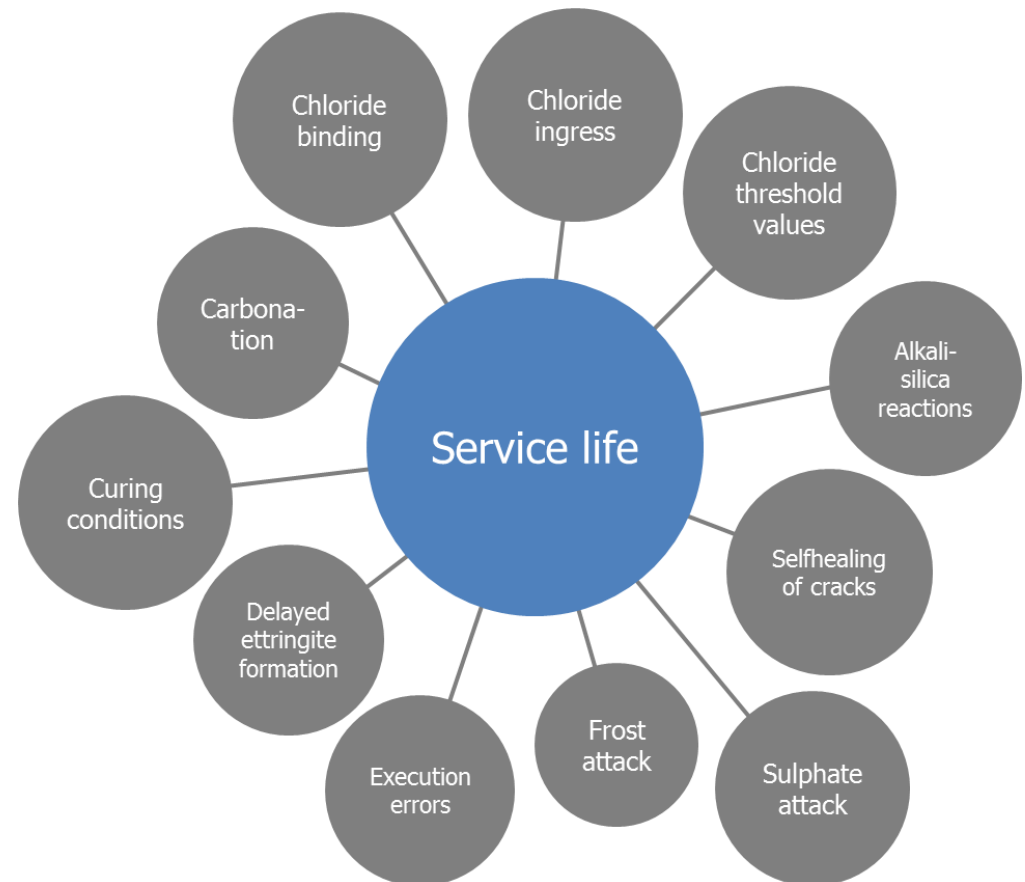 Chloride
binding
Chloride
ingress
Chloride
threshold
values
Carbona-
tion
Alkali-
silica
reactions
Service life
Curing
conditions
Selfhealing
of cracks
Delayed
ettringite
formation
Execution
errors
Frost
attack
Sulphate
attack